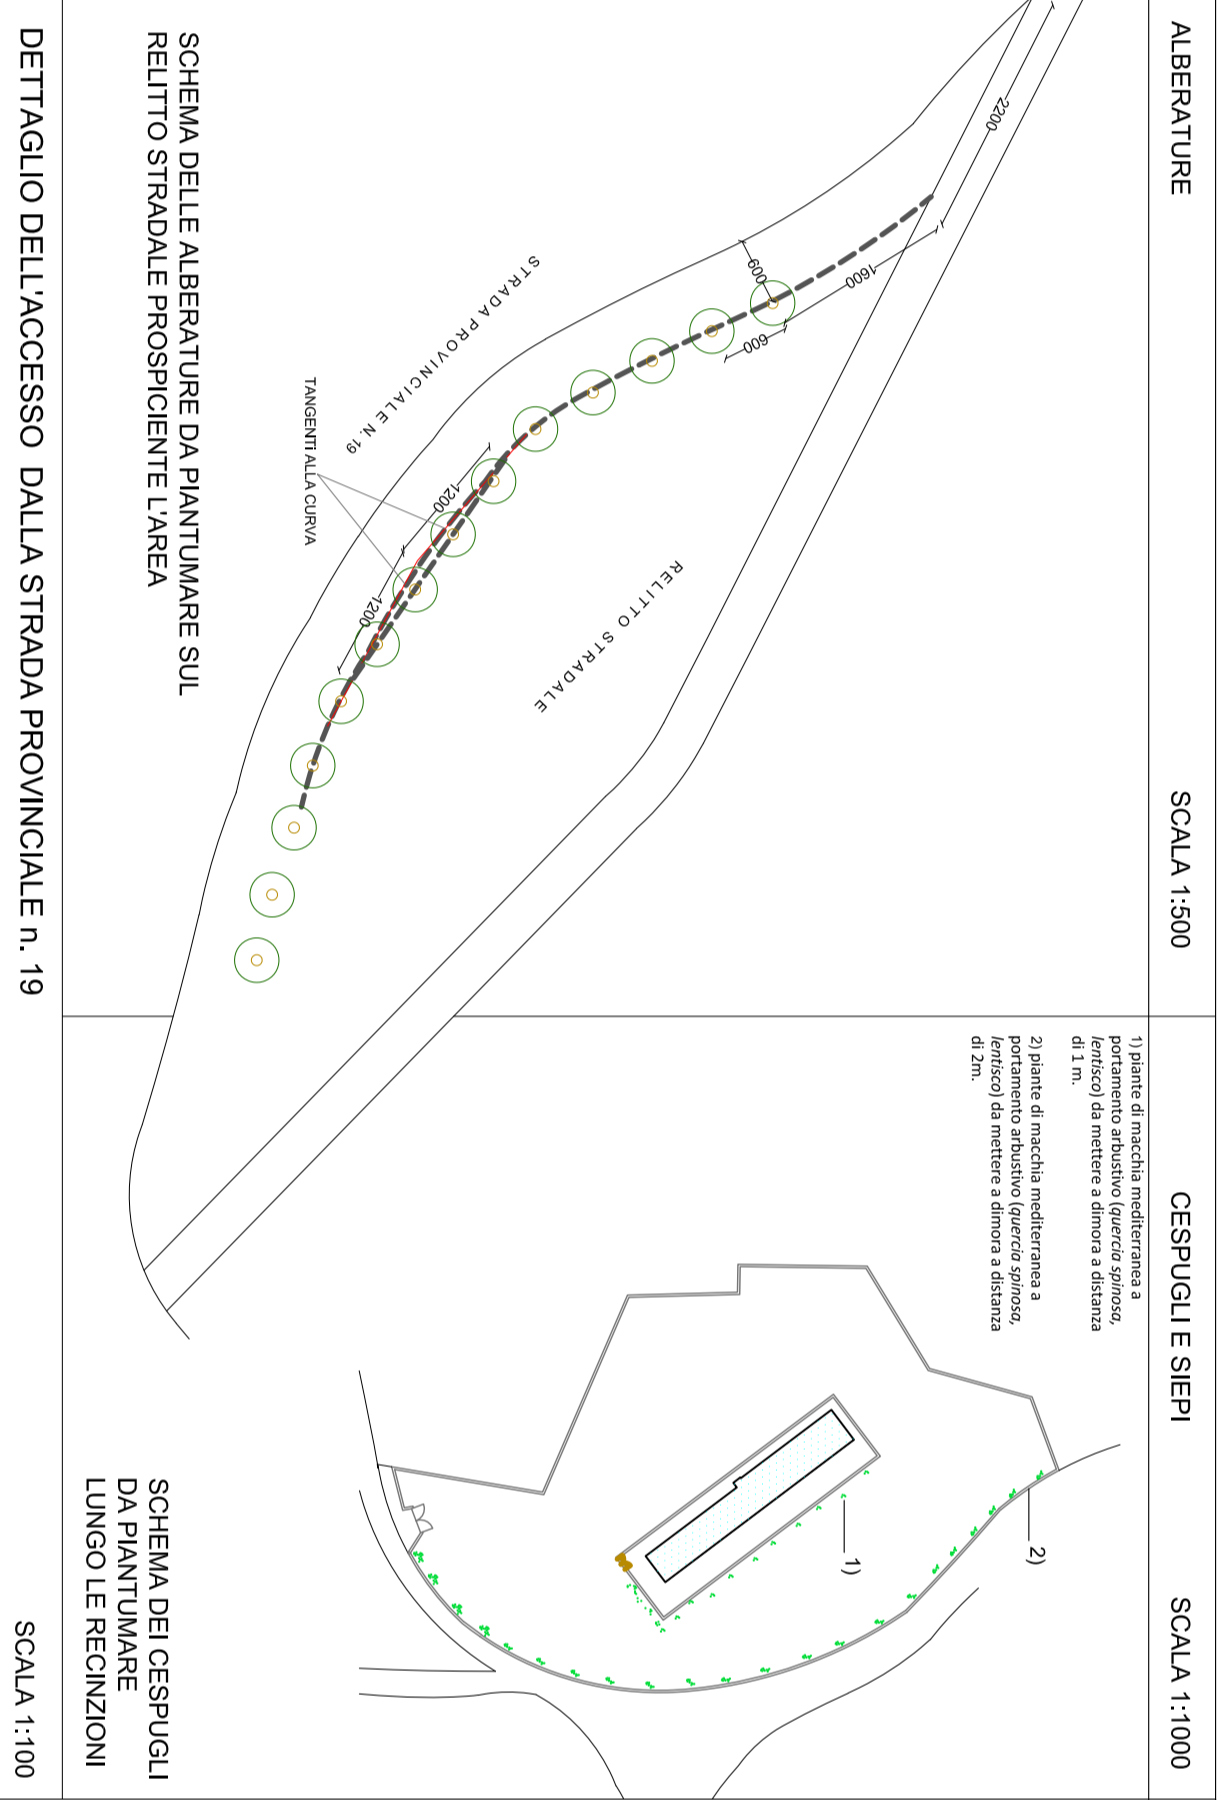 ALBERATURE
SCALA 1:500
CESPUGLI E SIEPI
SCALA 1:1000
2200
1600
600
600
1200
1200
STRADA PROVINCIALE N. 19
TANGENTi ALLA CURVA
RELITTO STRADALE
SCHEMA DELLE ALBERATURE DA PIANTUMARE SUL
RELITTO STRADALE PROSPICIENTE L'AREA
1) piante di macchia mediterranea a
portamento arbustivo (quercia spinosa,
lentisco) da mettere a dimora a distanza
di 1 m.
2) piante di macchia mediterranea a
portamento arbustivo (quercia spinosa,
lentisco) da mettere a dimora a distanza
di 2m.
2)
1)
SCHEMA DEI CESPUGLI
DA PIANTUMARE
LUNGO LE RECINZIONI
DETTAGLIO DELL'ACCESSO DALLA STRADA PROVINCIALE n. 19
SCALA 1:100